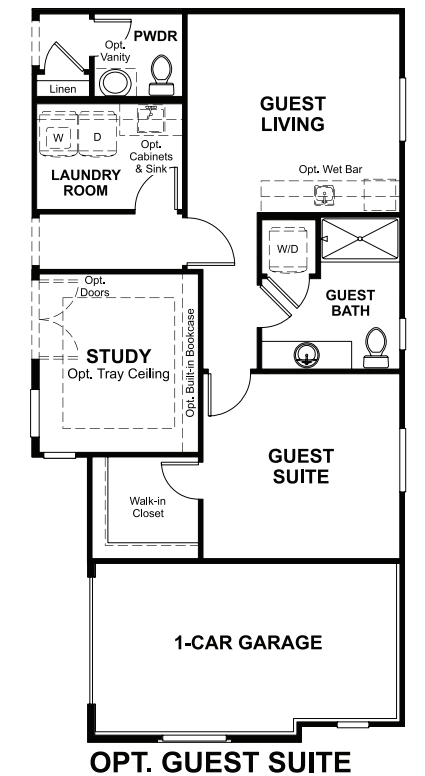 PWDR
Opt.
Vanity
Linen
GUEST
LIVING
W
D
Opt.
Cabinets
& Sink
LAUNDRY
ROOM
Opt. Wet Bar
W/D
GUEST
BATH
Opt.
Doors
STUDY
Opt. Tray Ceiling
Opt. Built-in Bookcase
GUEST
SUITE
Walk-in
Closet
1-CAR GARAGE
OPT. GUEST SUITE